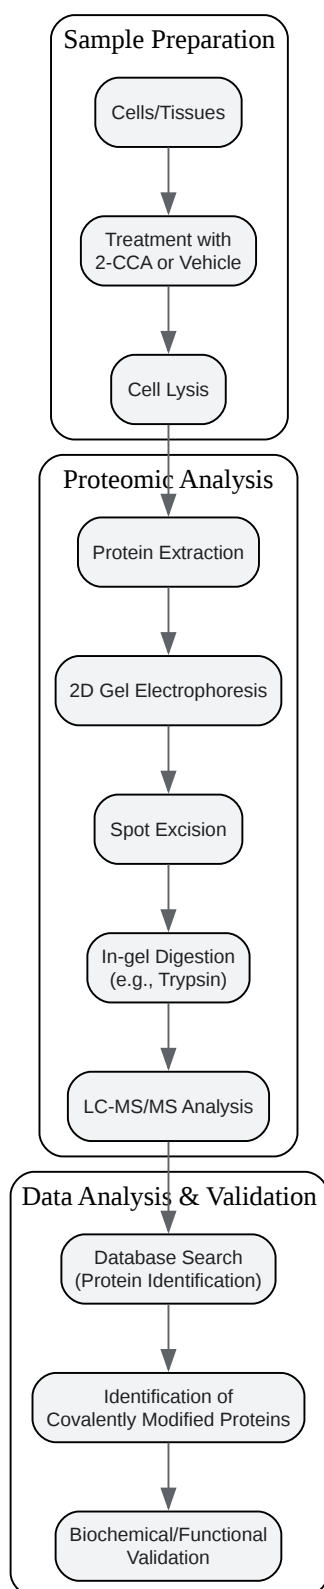 Sample Preparation
Cells/Tissues
Treatment with
2-CCA or Vehicle
Cell Lysis
Proteomic Analysis
Protein Extraction
2D Gel Electrophoresis
Spot Excision
In-gel Digestion
(e.g., Trypsin)
LC-MS/MS Analysis
Data Analysis & Validation
Database Search
(Protein Identification)
Identification of
Covalently Modified Proteins
Biochemical/Functional
Validation